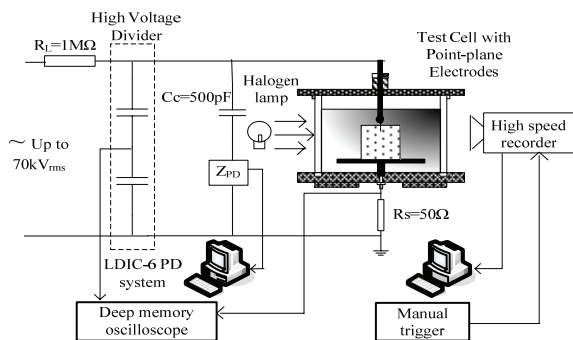 High Voltage
Divider
R_L=1MΩ
Cc=500pF
Halogen
lamp
Test Cell with
Point-plane
Electrodes
High speed
recorder
~ Up to
70kV_rms
Z_PD
Rs=50Ω
LDIC-6 PD
system
Deep memory
oscilloscope
Manual
trigger